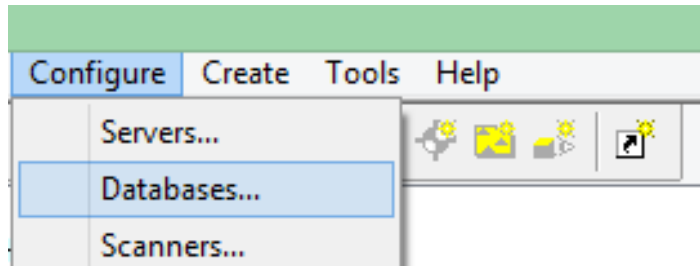 Configure Create Tools Help
Servers...
Databases...
Scanners...